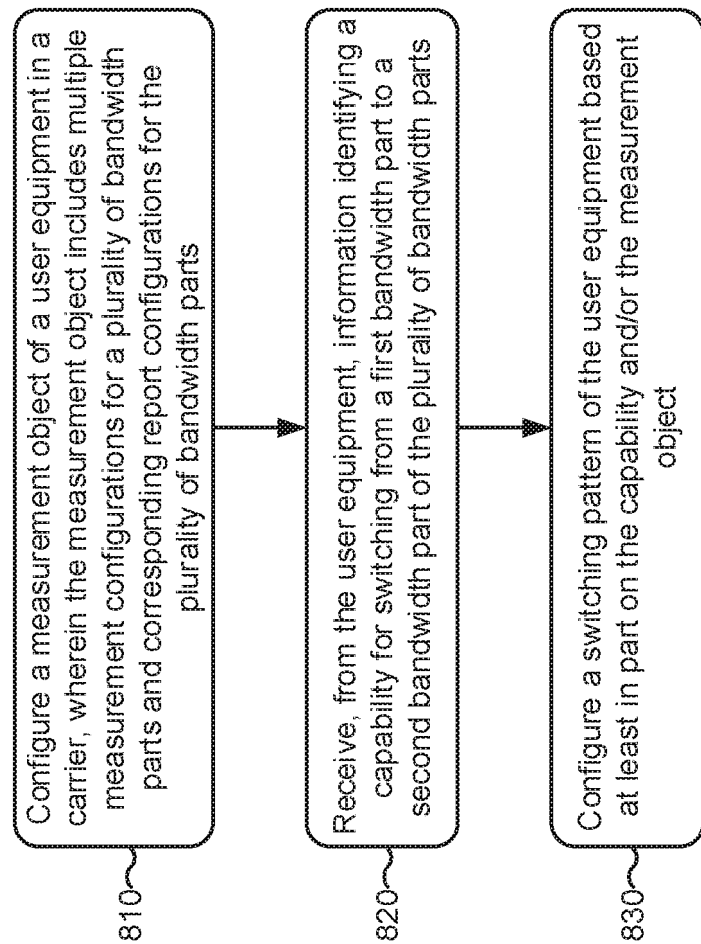 810
Configure a measurement object of a user equipment in a
carrier, wherein the measurement object includes multiple
measurement configurations for a plurality of bandwidth
parts and corresponding report configurations for the
plurality of bandwidth parts
820
Receive, from the user equipment, information identifying a
capability for switching from a first bandwidth part to a
second bandwidth part of the plurality of bandwidth parts
830
Configure a switching pattern of the user equipment based
at least in part on the capability and/or the measurement
object